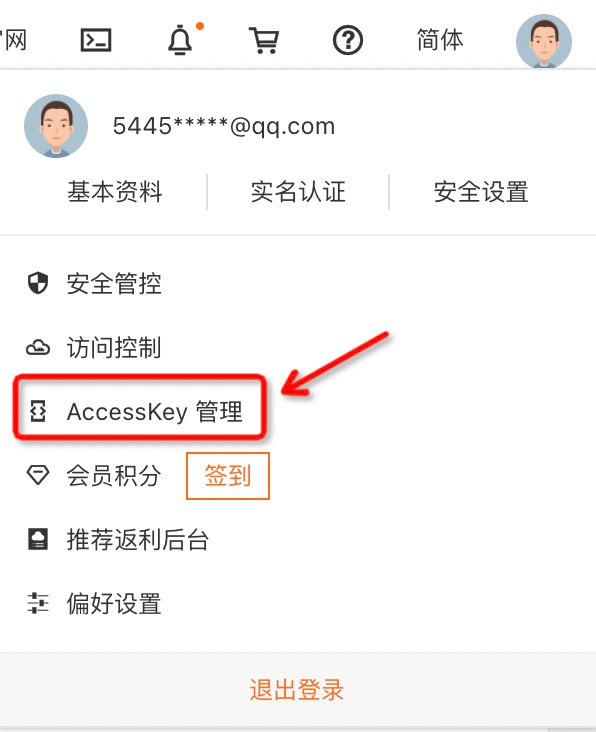 官网 简体
5445*****@qq.com
基本资料 实名认证 安全设置
安全管控
访问控制
AccessKey 管理
会员积分 签到
推荐返利后台
偏好设置
退出登录